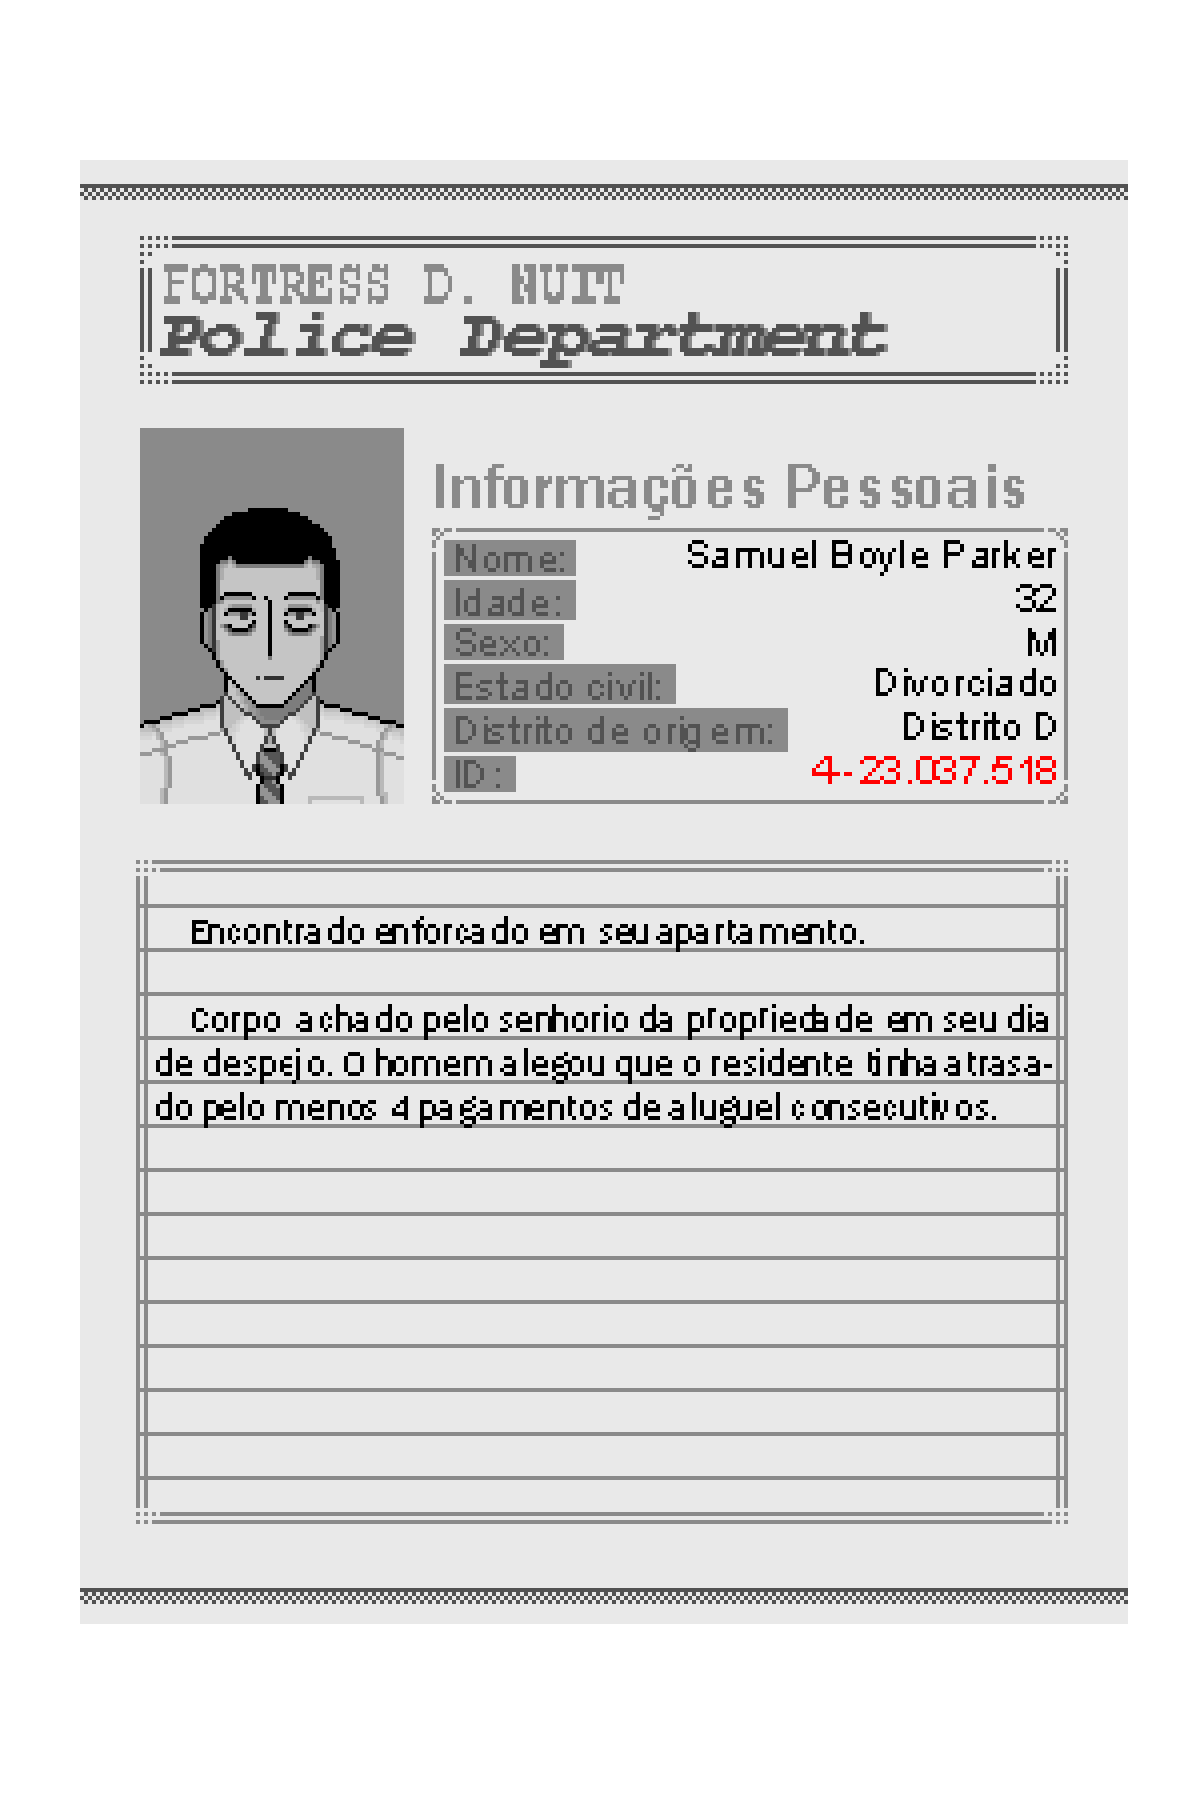 FORTRESS D. NUIT
Police Department
Informações Pessoais
Nome: Samuel Boyle Parker
Idade: 32
Sexo: M
Estado civil: Divorciado
Distrito de origem: Distrito D
ID: 4-23.037.518
Encontrado enforcado em seu apartamento.
Corpo achado pelo senhorio da propriedade em seu dia
de despejo. O homem alegou que o residente tinha atrasa-
do pelo menos 4 pagamentos de aluguel consecutivos.